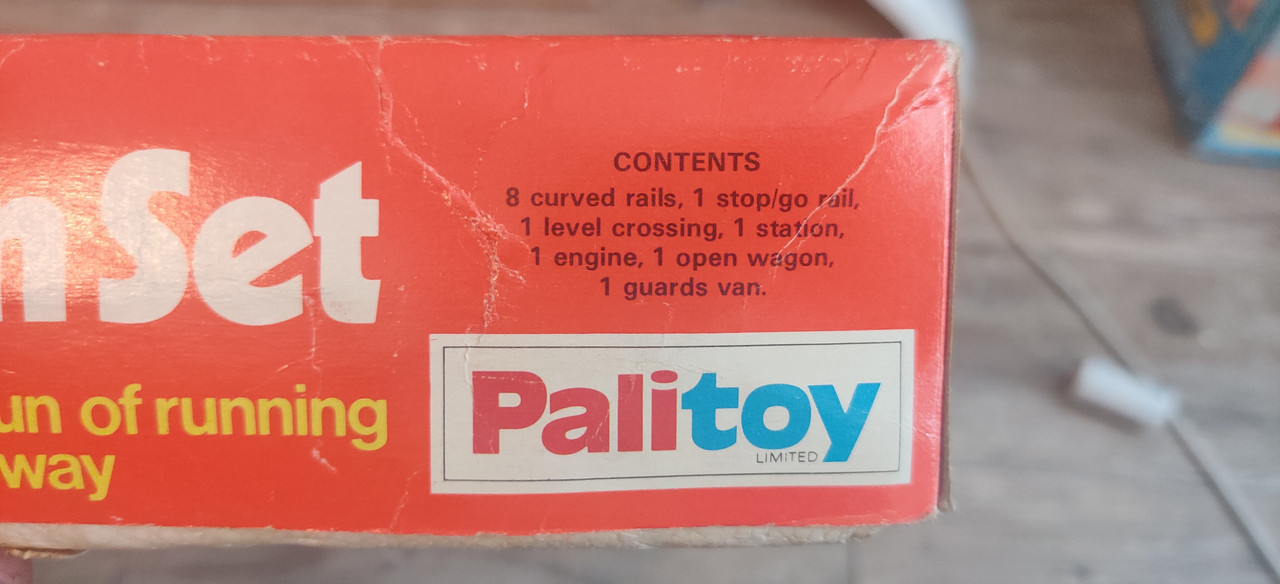 n Set
un of running
way
CONTENTS
8 curved rails, 1 stop/go rail,
1 level crossing, 1 station,
1 engine, 1 open wagon,
1 guards van.
Palitoy
LIMITED